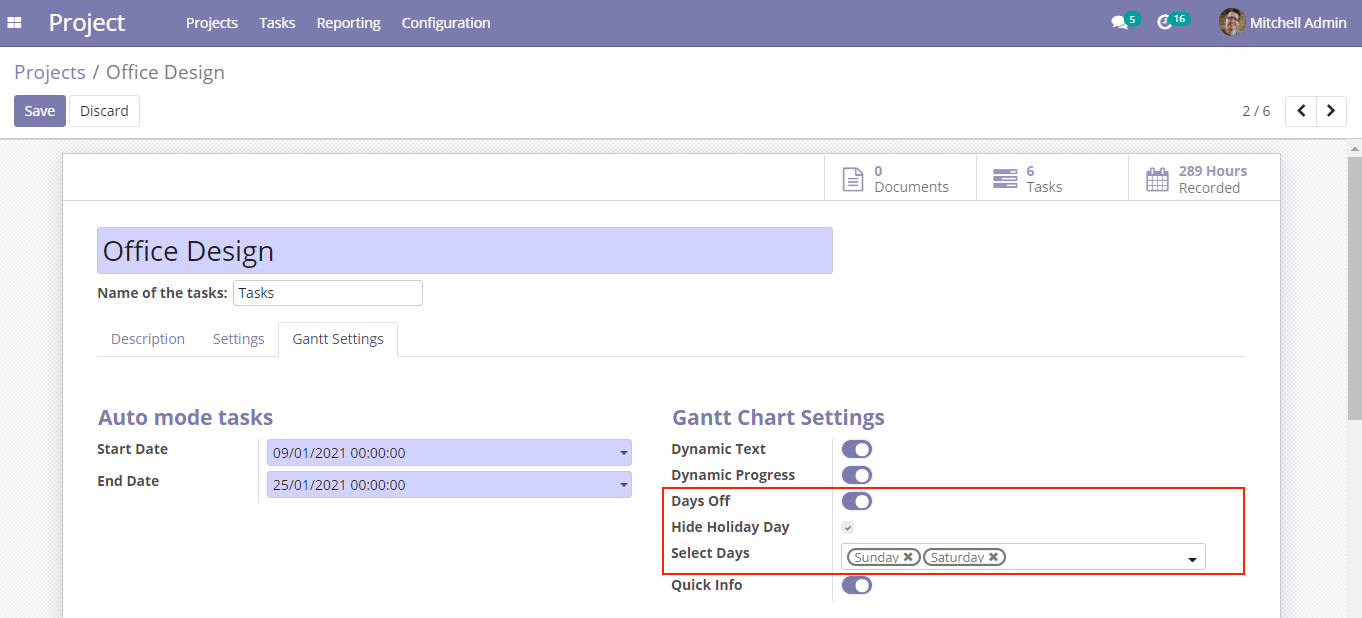 Project Projects Tasks Reporting Configuration 5 16 Mitchell Admin
Projects / Office Design
Save Discard 2 / 6
0 Documents
6 Tasks
289 Hours Recorded
Office Design
Name of the tasks: Tasks
Description Settings Gantt Settings
Auto mode tasks
Start Date 09/01/2021 00:00:00
End Date 25/01/2021 00:00:00
Gantt Chart Settings
Dynamic Text
Dynamic Progress
Days Off
Hide Holiday Day
Select Days Sunday Saturday
Quick Info